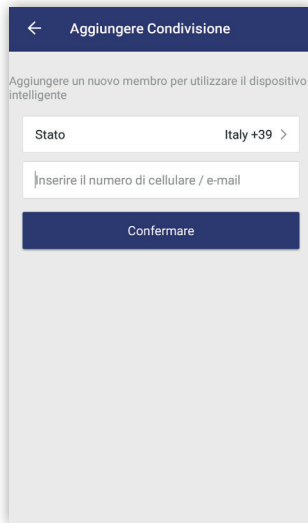 Aggiungere Condivisione
Aggiungere un nuovo membro per utilizzare il dispositivo
intelligente
Stato Italy +39
Inserire il numero di cellulare / e-mail
Confermare